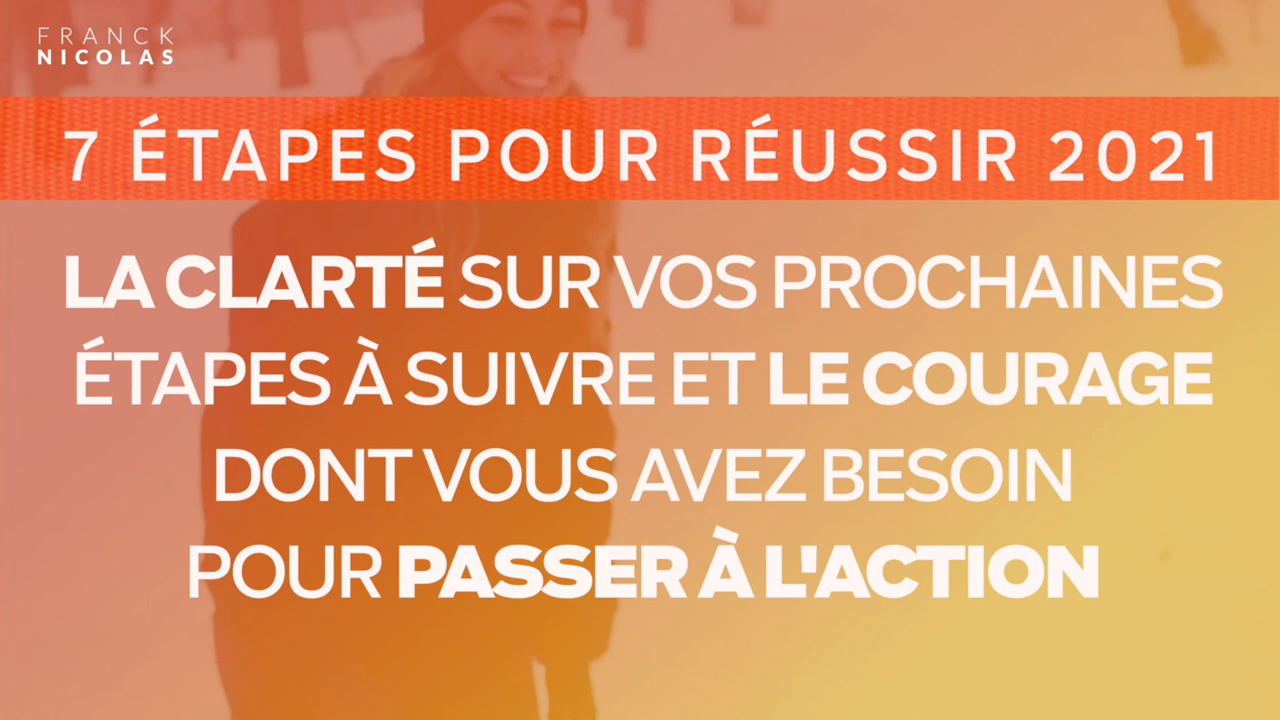 FRANCK
NICOLAS
7 ÉTAPES POUR RÉUSSIR 2021
LA CLARTÉ SUR VOS PROCHAINES
ÉTAPES À SUIVRE ET LE COURAGE
DONT VOUS AVEZ BESOIN
POUR PASSER À L'ACTION